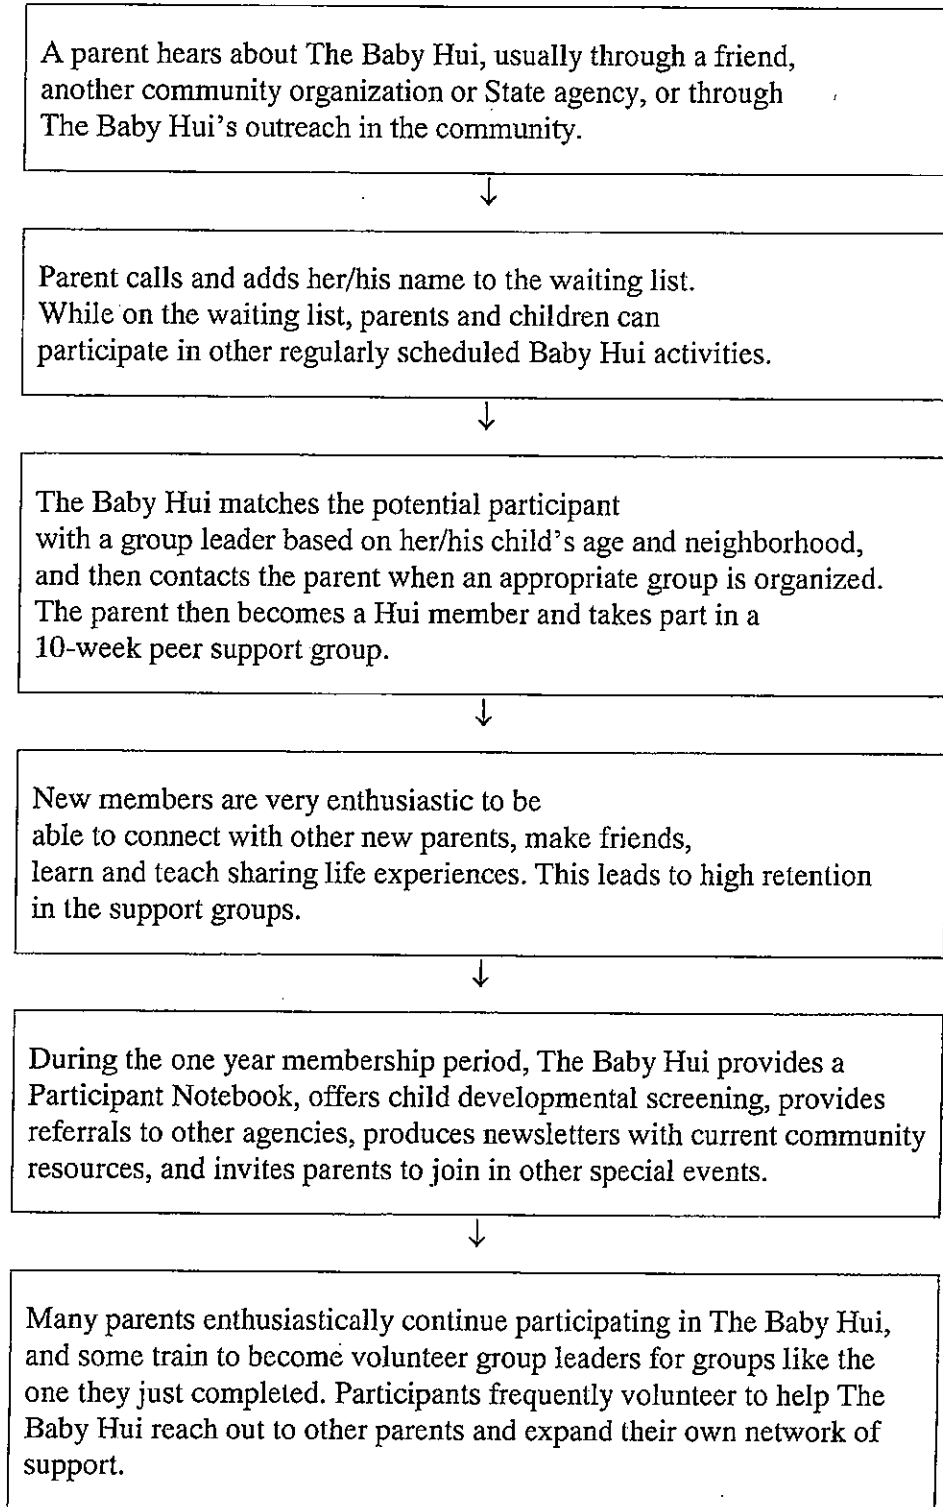 A parent hears about The Baby Hui, usually through a friend,
another community organization or State agency, or through
The Baby Hui's outreach in the community.
↓
Parent calls and adds her/his name to the waiting list.
While on the waiting list, parents and children can
participate in other regularly scheduled Baby Hui activities.
↓
The Baby Hui matches the potential participant
with a group leader based on her/his child's age and neighborhood,
and then contacts the parent when an appropriate group is organized.
The parent then becomes a Hui member and takes part in a
10-week peer support group.
↓
New members are very enthusiastic to be
able to connect with other new parents, make friends,
learn and teach sharing life experiences. This leads to high retention
in the support groups.
↓
During the one year membership period, The Baby Hui provides a
Participant Notebook, offers child developmental screening, provides
referrals to other agencies, produces newsletters with current community
resources, and invites parents to join in other special events.
↓
Many parents enthusiastically continue participating in The Baby Hui,
and some train to become volunteer group leaders for groups like the
one they just completed. Participants frequently volunteer to help The
Baby Hui reach out to other parents and expand their own network of
support.